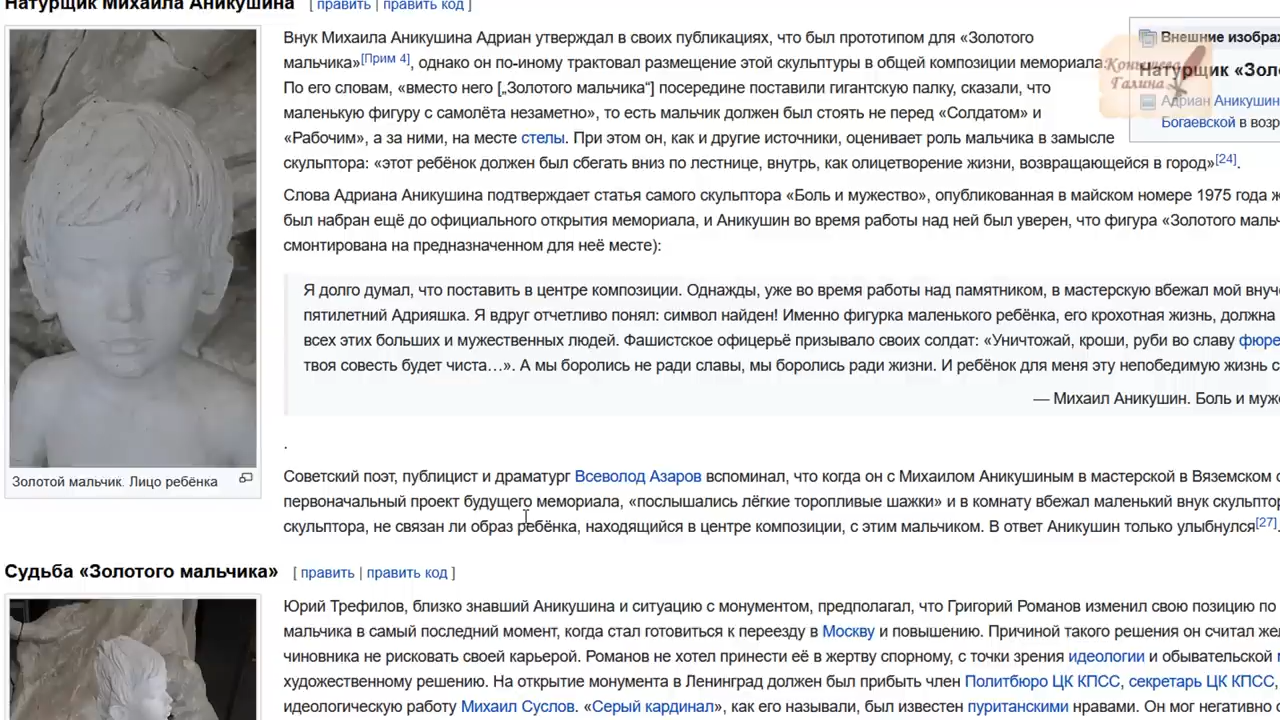 Натурщик Михаила Аникушина [ править | править код ]
Внук Михаила Аникушина Адриан утверждал в своих публикациях, что был прототипом для «Золотого
мальчика»[Прим 4], однако он по-иному трактовал размещение этой скульптуры в общей композиции мемориала.
По его словам, «вместо него [„Золотого мальчика“] посередине поставили гигантскую палку, сказали, что
маленькую фигуру с самолёта незаметно», то есть мальчик должен был стоять не перед «Солдатом» и
«Рабочим», а за ними, на месте стелы. При этом он, как и другие источники, оценивает роль мальчика в замысле
скульптора: «этот ребёнок должен был сбегать вниз по лестнице, внутрь, как олицетворение жизни, возвращающейся в город»[24].
Внешние изобра
Натурщик «Зол
Адриан Аникушин
Богаевской в возр
Конышева
Галина
Слова Адриана Аникушина подтверждает статья самого скульптора «Боль и мужество», опубликованная в майском номере 1975 года ж
был набран ещё до официального открытия мемориала, и Аникушин во время работы над ней был уверен, что фигура «Золотого маль
смонтирована на предназначенном для неё месте):
Я долго думал, что поставить в центре композиции. Однажды, уже во время работы над памятником, в мастерскую вбежал мой внуч
пятилетний Адрияшка. Я вдруг отчетливо понял: символ найден! Именно фигурка маленького ребёнка, его крохотная жизнь, должна
всех этих больших и мужественных людей. Фашистское офицерьё призывало своих солдат: «Уничтожай, кроши, руби во славу фюре
твоя совесть будет чиста…». А мы боролись не ради славы, мы боролись ради жизни. И ребёнок для меня эту непобедимую жизнь с
— Михаил Аникушин. Боль и муже
.
Золотой мальчик. Лицо ребёнка
Советский поэт, публицист и драматург Всеволод Азаров вспоминал, что когда он с Михаилом Аникушиным в мастерской в Вяземском
первоначальный проект будущего мемориала, «послышались лёгкие торопливые шажки» и в комнату вбежал маленький внук скульптор
скульптора, не связан ли образ ребёнка, находящийся в центре композиции, с этим мальчиком. В ответ Аникушин только улыбнулся[27].
Судьба «Золотого мальчика» [ править | править код ]
Юрий Трефилов, близко знавший Аникушина и ситуацию с монументом, предполагал, что Григорий Романов изменил свою позицию по
мальчика в самый последний момент, когда стал готовиться к переезду в Москву и повышению. Причиной такого решения он считал же
чиновника не рисковать своей карьерой. Романов не хотел принести её в жертву спорному, с точки зрения идеологии и обывательской
художественному решению. На открытие монумента в Ленинград должен был прибыть член Политбюро ЦК КПСС, секретарь ЦК КПСС,
идеологическую работу Михаил Суслов. «Серый кардинал», как его называли, был известен пуританскими нравами. Он мог негативно